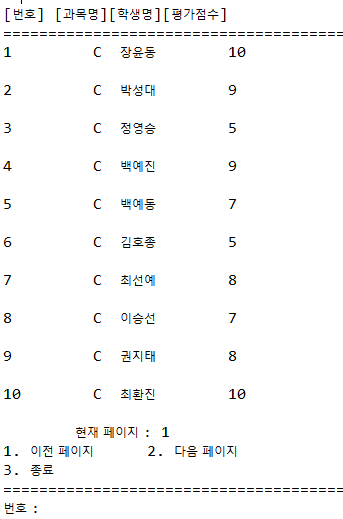 [번호] [과목명][학생명][평가점수]
======================================
1 C 장윤동 10
2 C 박성대 9
3 C 정영승 5
4 C 백예진 9
5 C 백예동 7
6 C 김호종 5
7 C 최선예 8
8 C 이승선 7
9 C 권지태 8
10 C 최환진 10
현재 페이지 : 1
1. 이전 페이지 2. 다음 페이지
3. 종료
======================================
번호 :